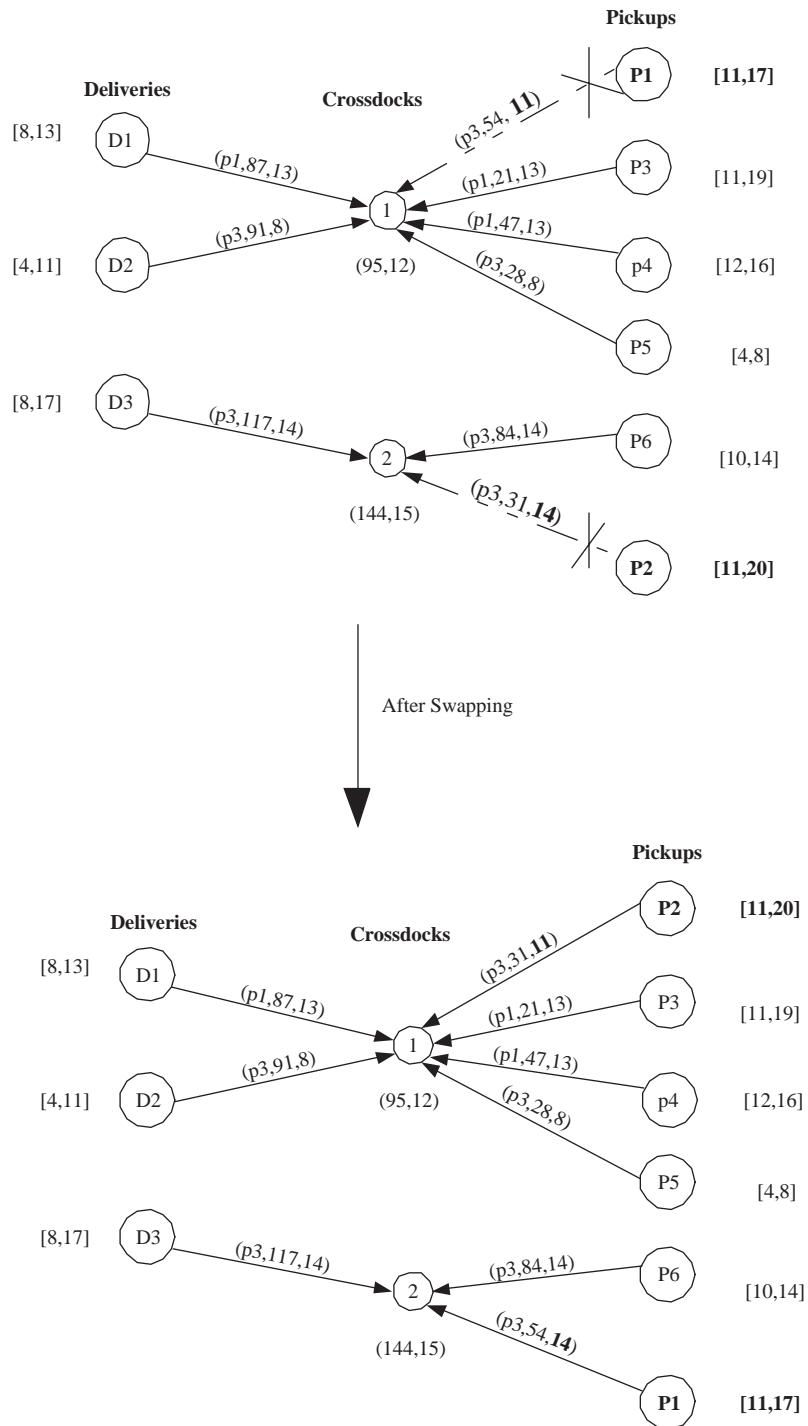 Pickups
P1 [11,17]
Deliveries
Crossdocks
[8,13] D1
(p3,54, 11)
(p1,87,13)
(p1,21,13)
P3 [11,19]
1
(p3,91,8)
(p1,47,13)
[4,11] D2
(95,12)
(p3,28,8)
p4 [12,16]
P5 [4,8]
[8,17] D3
(p3,117,14)
(p3,84,14)
P6 [10,14]
2
(144,15)
(p3,31,14)
P2 [11,20]
After Swapping
Pickups
P2 [11,20]
Deliveries
Crossdocks
[8,13] D1
(p3,31,11)
(p1,87,13)
(p1,21,13)
P3 [11,19]
1
(p3,91,8)
(p1,47,13)
[4,11] D2
(95,12)
(p3,28,8)
p4 [12,16]
P5 [4,8]
[8,17] D3
(p3,117,14)
(p3,84,14)
P6 [10,14]
2
(144,15)
(p3,54,14)
P1 [11,17]